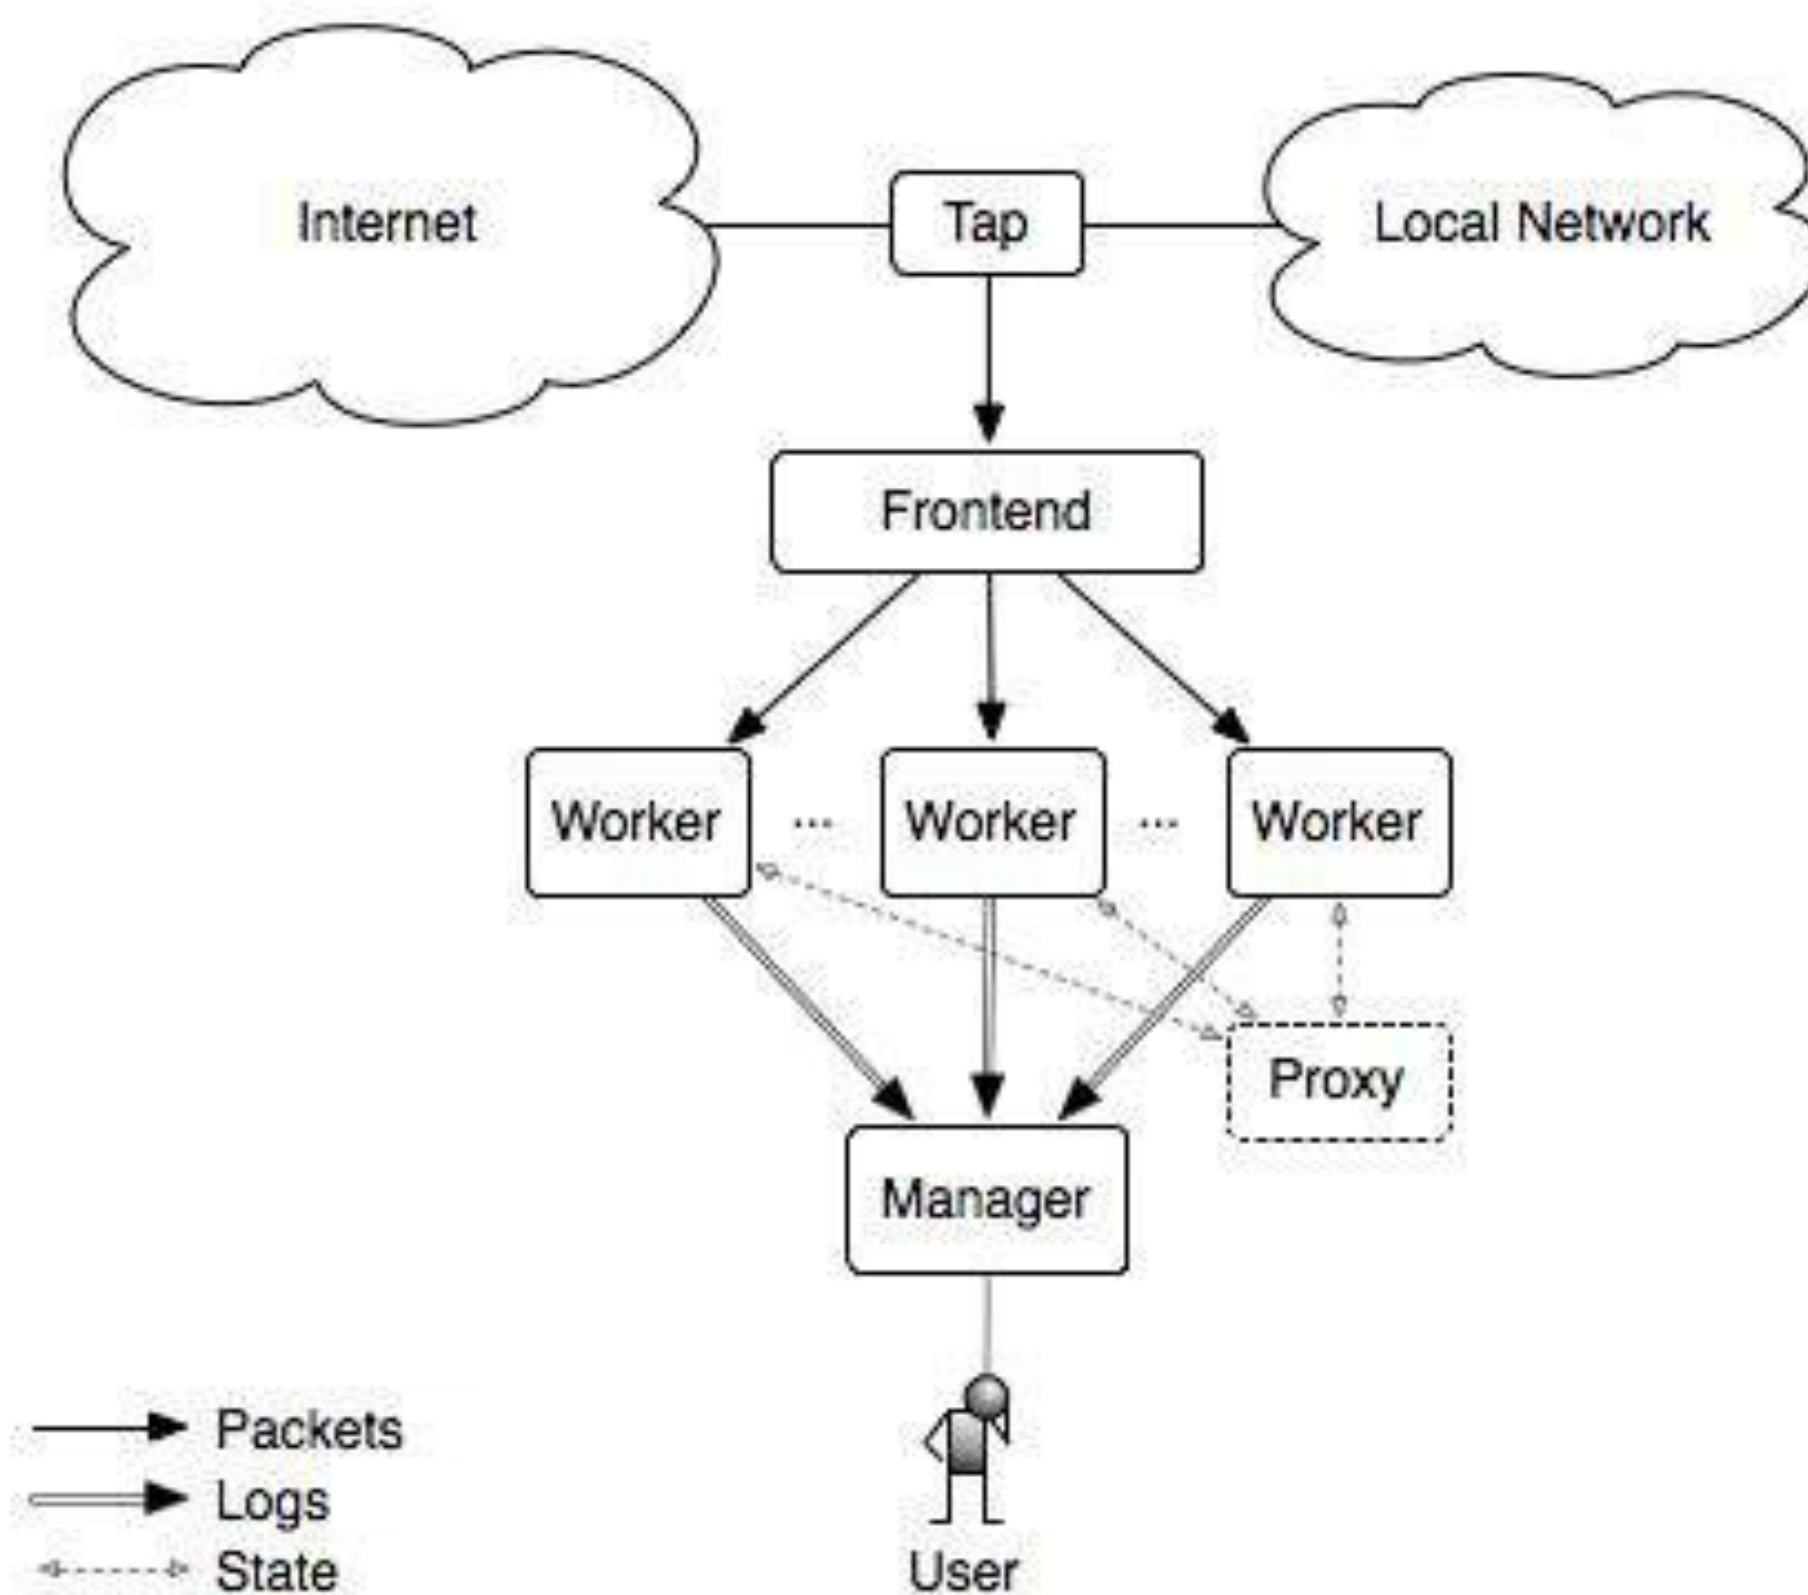 Internet
Tap
Local Network
Frontend
Worker
...
Worker
...
Worker
Proxy
Manager
Packets
Logs
State
User